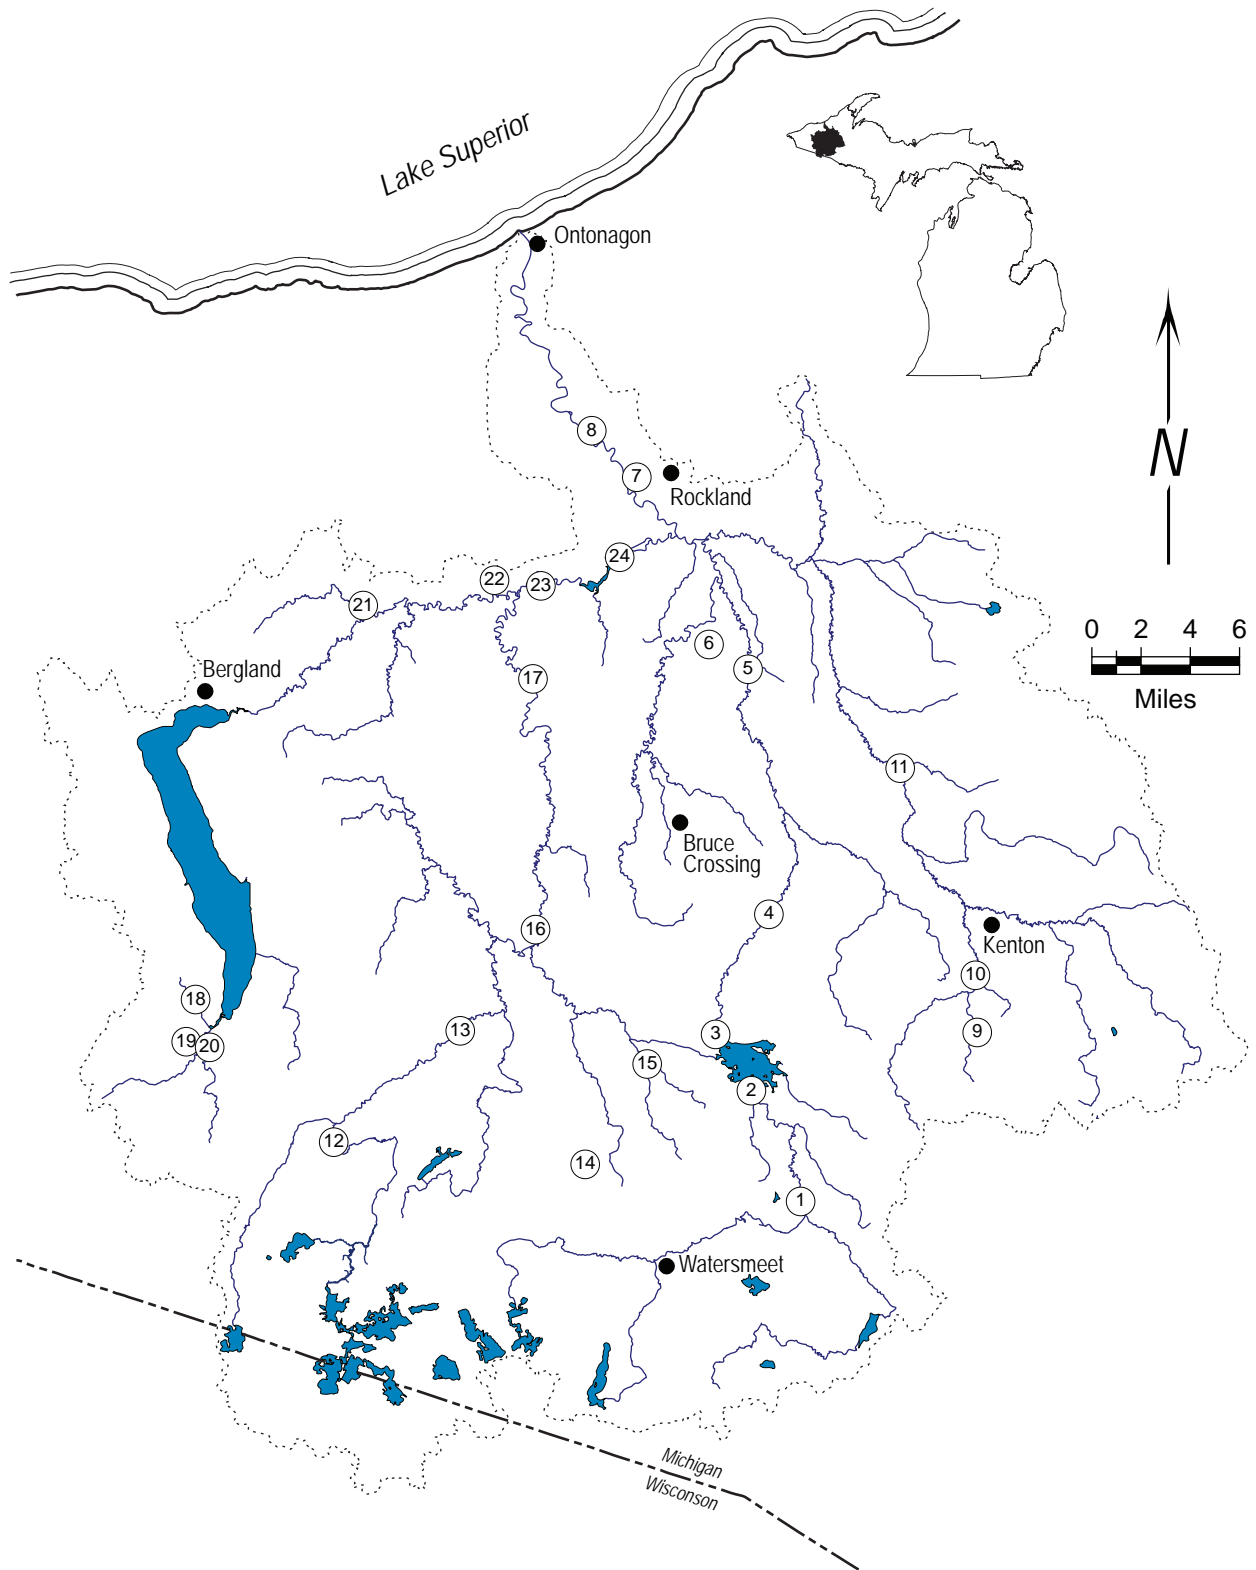 Lake Superior
Ontonagon
8
7
Rockland
N
24
22
23
21
0 2 4 6
Miles
6
5
Bergland
17
11
Bruce
Crossing
4
16
Kenton
10
18
9
13
3
19
20
15
2
12
14
1
Watersmeet
Michigan
Wisconson